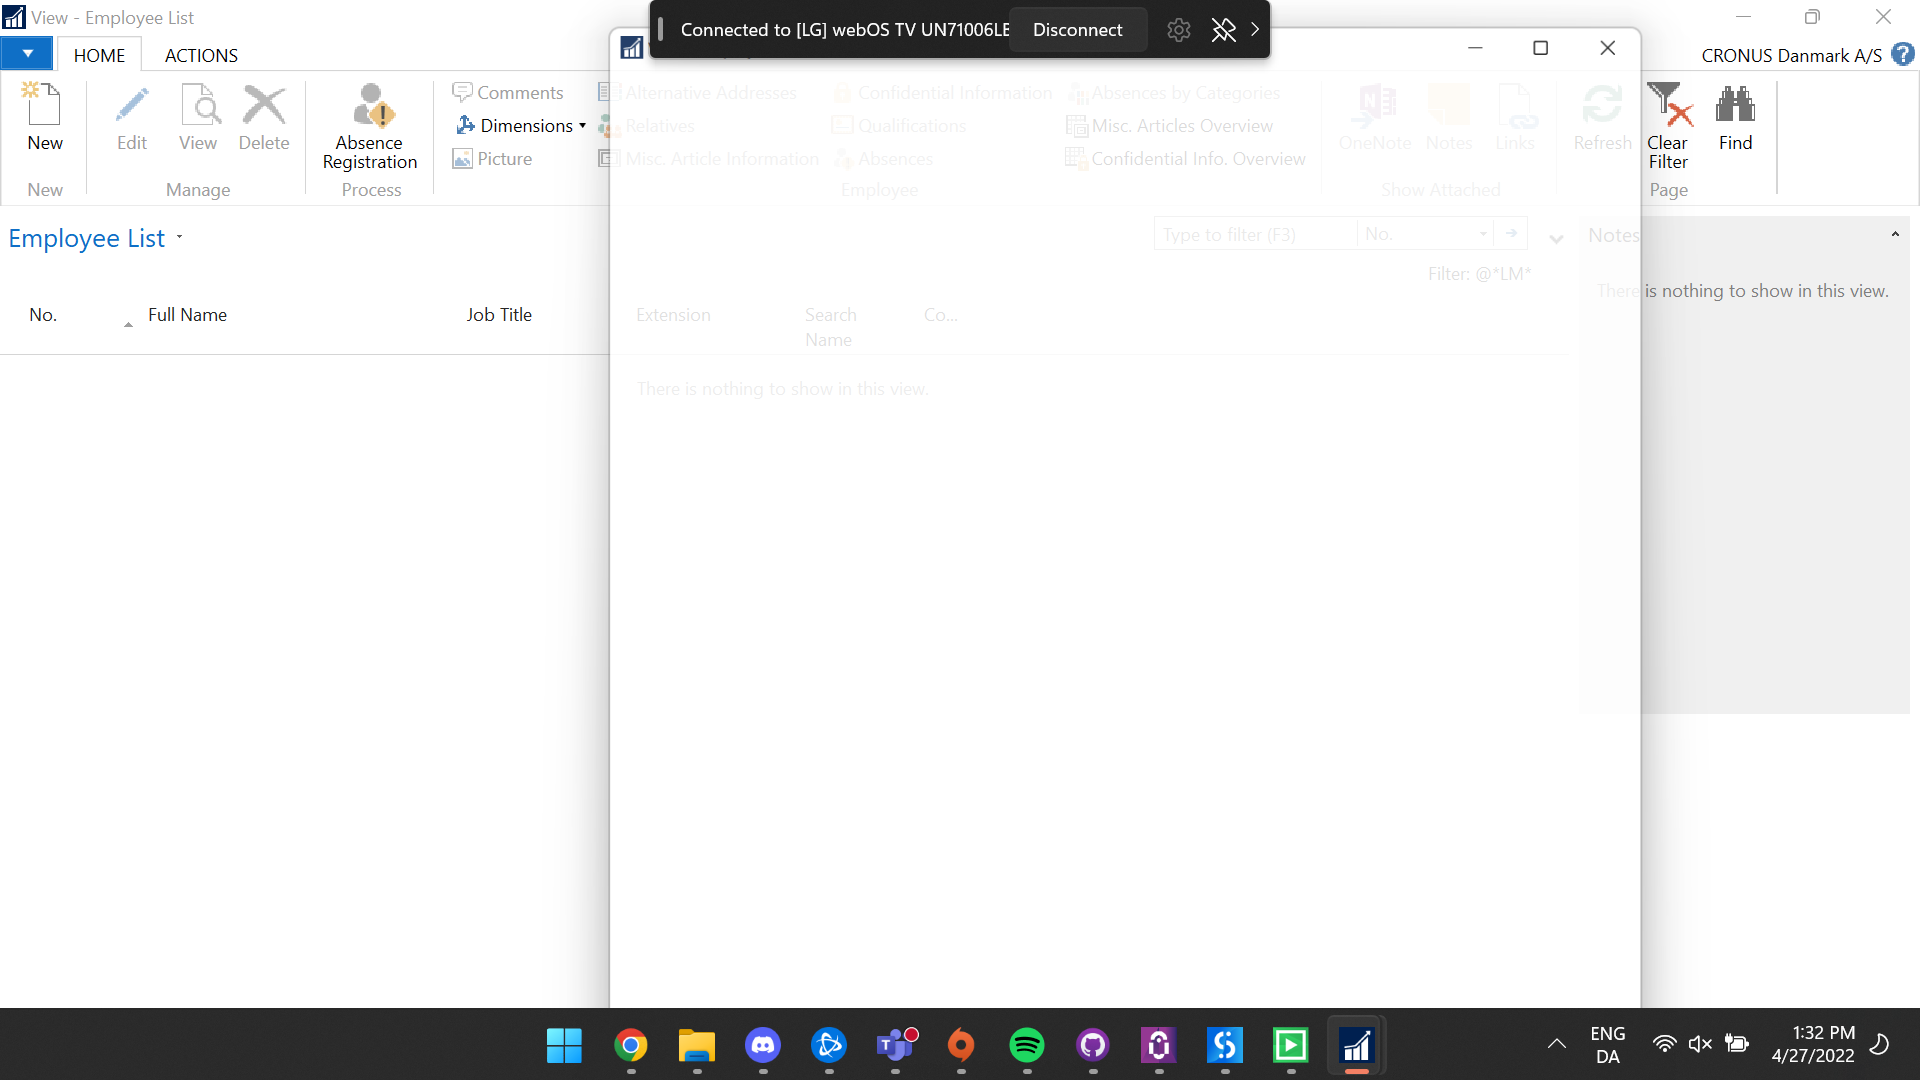 View - Employee List
Connected to [LG] webOS TV UN71006LE
Disconnect
HOME
ACTIONS
CRONUS Danmark A/S
New
Edit
View
Delete
Absence
Registration
Comments
Dimensions
Picture
Alternative Addresses
Relatives
Misc. Article Information
Confidential Information
Qualifications
Absences
Absences by Categories
Misc. Articles Overview
Confidential Info. Overview
OneNote
Notes
Links
Refresh
Clear
Filter
Find
New
Manage
Process
Employee
Show Attached
Page
Employee List
Type to filter (F3)
No.
Notes
Filter: @*LM*
There is nothing to show in this view.
No.
Full Name
Job Title
Extension
Search
Name
Co...
There is nothing to show in this view.
ENG
DA
1:32 PM
4/27/2022